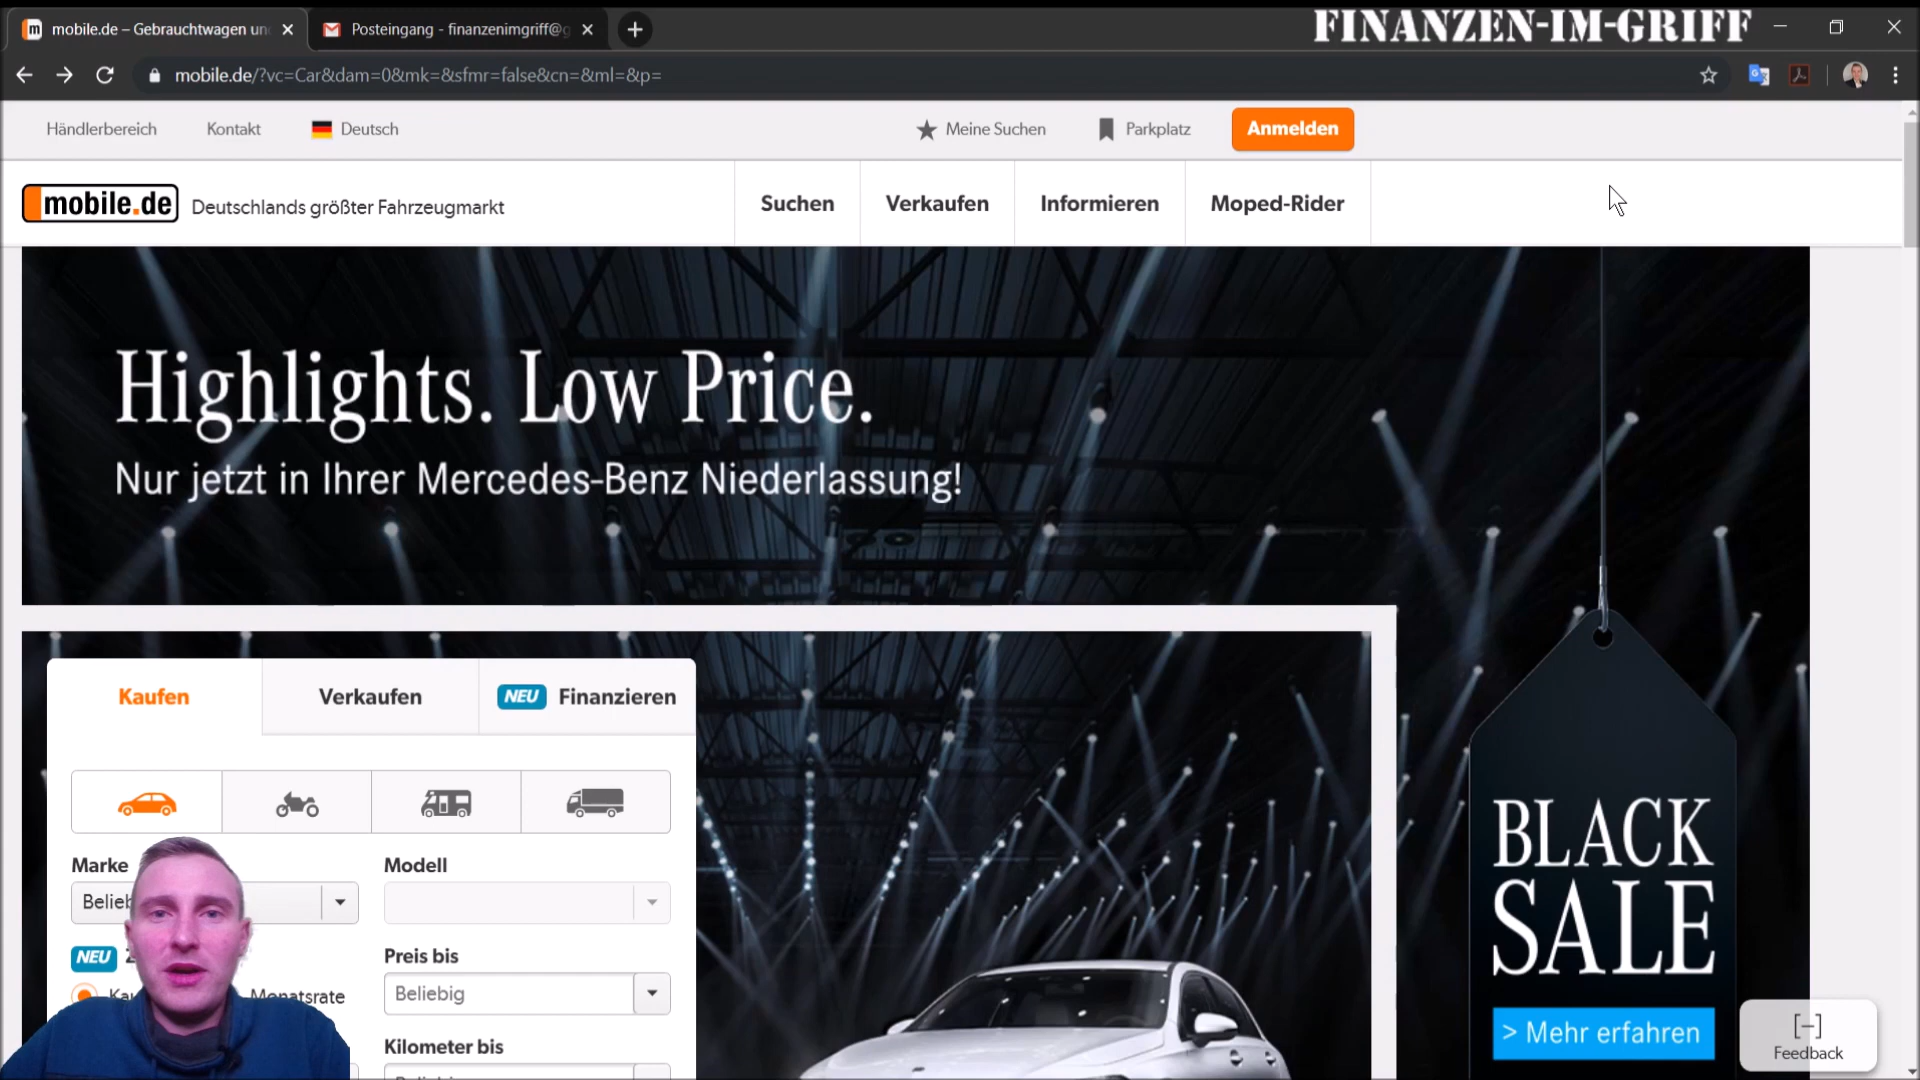 FINANZEN-IM-GRIFF
mobile.de – Gebrauchtwagen und
Posteingang - finanzenimgriff@g
mobile.de/?vc=Car&dam=0&mk=&sfmr=false&cn=&ml=&p=
Händlerbereich
Kontakt
Deutsch
Meine Suchen
Parkplatz
Anmelden
mobile.de
Deutschlands größter Fahrzeugmarkt
Suchen
Verkaufen
Informieren
Moped-Rider
Highlights. Low Price.
Nur jetzt in Ihrer Mercedes-Benz Niederlassung!
Kaufen
Verkaufen
NEU Finanzieren
Marke
Modell
NEU
Preis bis
Beliebig
Monatsrate
Kilometer bis
BLACK
SALE
> Mehr erfahren
Feedback